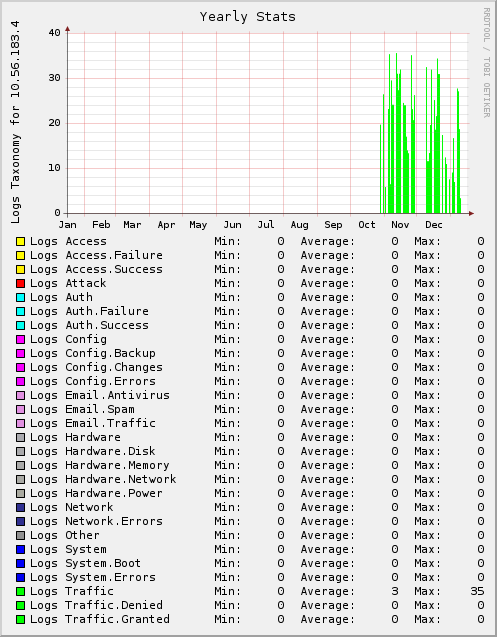 Yearly Stats
RRDTOOL / TOBI OETIKER
Logs Taxonomy for 10.56.183.4
40
30
20
10
0
Jan Feb Mar Apr May Jun Jul Aug Sep Oct Nov Dec
Logs Access Min: 0 Average: 0 Max: 0
Logs Access.Failure Min: 0 Average: 0 Max: 0
Logs Access.Success Min: 0 Average: 0 Max: 0
Logs Attack Min: 0 Average: 0 Max: 0
Logs Auth Min: 0 Average: 0 Max: 0
Logs Auth.Failure Min: 0 Average: 0 Max: 0
Logs Auth.Success Min: 0 Average: 0 Max: 0
Logs Config Min: 0 Average: 0 Max: 0
Logs Config.Backup Min: 0 Average: 0 Max: 0
Logs Config.Changes Min: 0 Average: 0 Max: 0
Logs Config.Errors Min: 0 Average: 0 Max: 0
Logs Email.Antivirus Min: 0 Average: 0 Max: 0
Logs Email.Spam Min: 0 Average: 0 Max: 0
Logs Email.Traffic Min: 0 Average: 0 Max: 0
Logs Hardware Min: 0 Average: 0 Max: 0
Logs Hardware.Disk Min: 0 Average: 0 Max: 0
Logs Hardware.Memory Min: 0 Average: 0 Max: 0
Logs Hardware.Network Min: 0 Average: 0 Max: 0
Logs Hardware.Power Min: 0 Average: 0 Max: 0
Logs Network Min: 0 Average: 0 Max: 0
Logs Network.Errors Min: 0 Average: 0 Max: 0
Logs Other Min: 0 Average: 0 Max: 0
Logs System Min: 0 Average: 0 Max: 0
Logs System.Boot Min: 0 Average: 0 Max: 0
Logs System.Errors Min: 0 Average: 0 Max: 0
Logs Traffic Min: 0 Average: 3 Max: 35
Logs Traffic.Denied Min: 0 Average: 0 Max: 0
Logs Traffic.Granted Min: 0 Average: 0 Max: 0